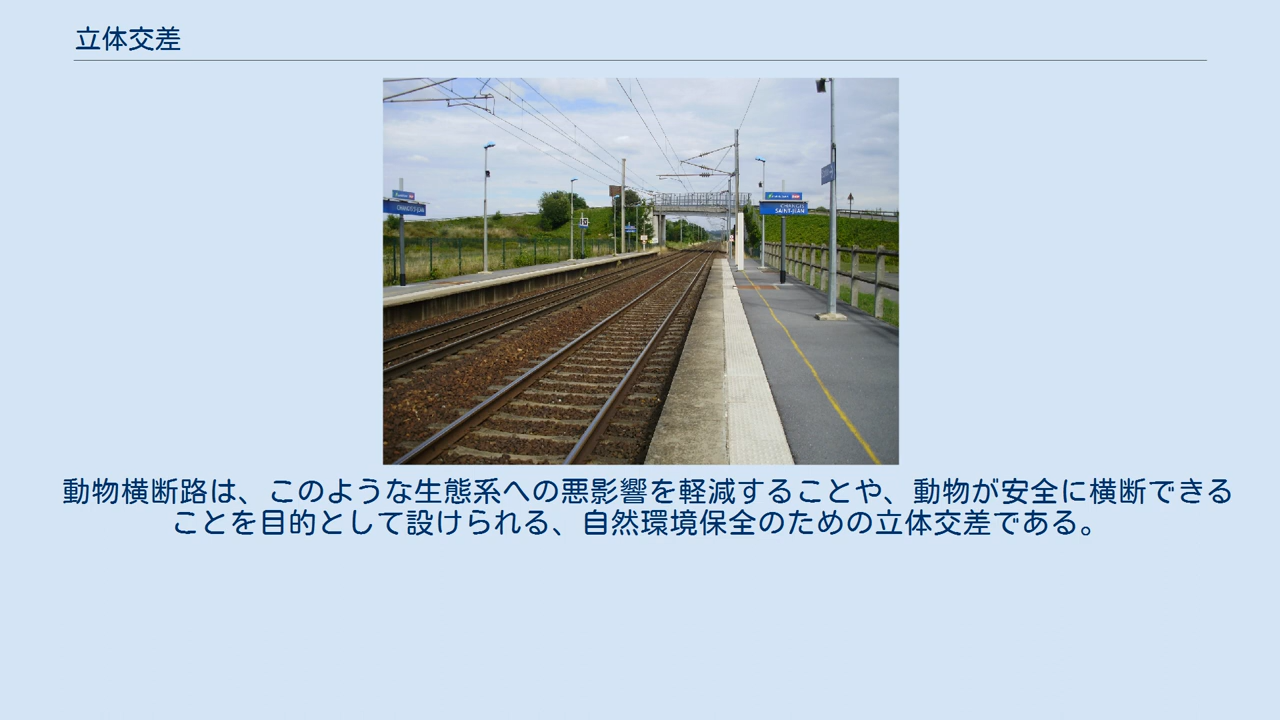 立体交差
SAINT-JEAN
動物横断路は、このような生態系への悪影響を軽減することや、動物が安全に横断できる
ことを目的として設けられる、自然環境保全のための立体交差である。